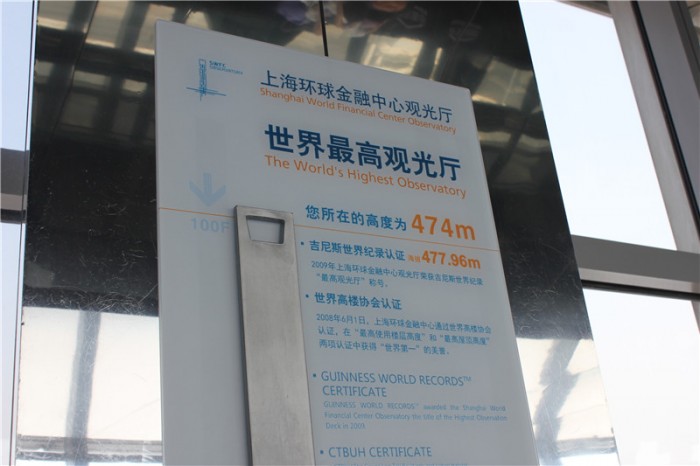 SWFC
OBSERVATORY
上海环球金融中心观光厅
Shanghai World Financial Center Observatory
世界最高观光厅
The World's Highest Observatory
100F
您所在的高度为 474m
• 吉尼斯世界纪录认证 海拔 477.96m
2009年上海环球金融中心观光厅荣获吉尼斯世界纪录
“最高观光厅”称号。
• 世界高楼协会认证
2008年6月1日，上海环球金融中心通过世界高楼协会
认证，在“最高使用楼层高度”和“最高屋顶高度”
两项认证中获得“世界第一”的美誉。
• GUINNESS WORLD RECORDS™
CERTIFICATE
GUINNESS WORLD RECORDS™ awarded the Shanghai World
Financial Center Observatory the title of the Highest Observation
Deck in 2009
• CTBUH CERTIFICATE